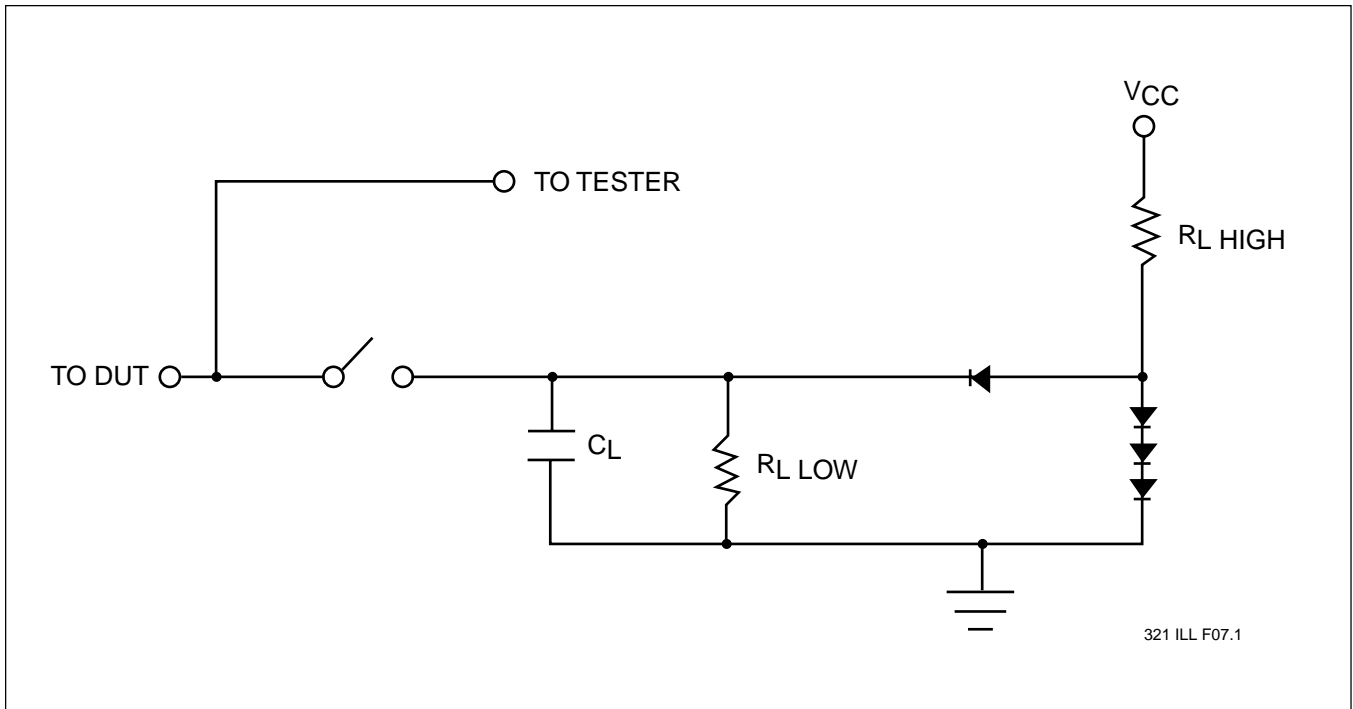 VCC
TO TESTER
RL HIGH
TO DUT
CL
RL LOW
321 ILL F07.1